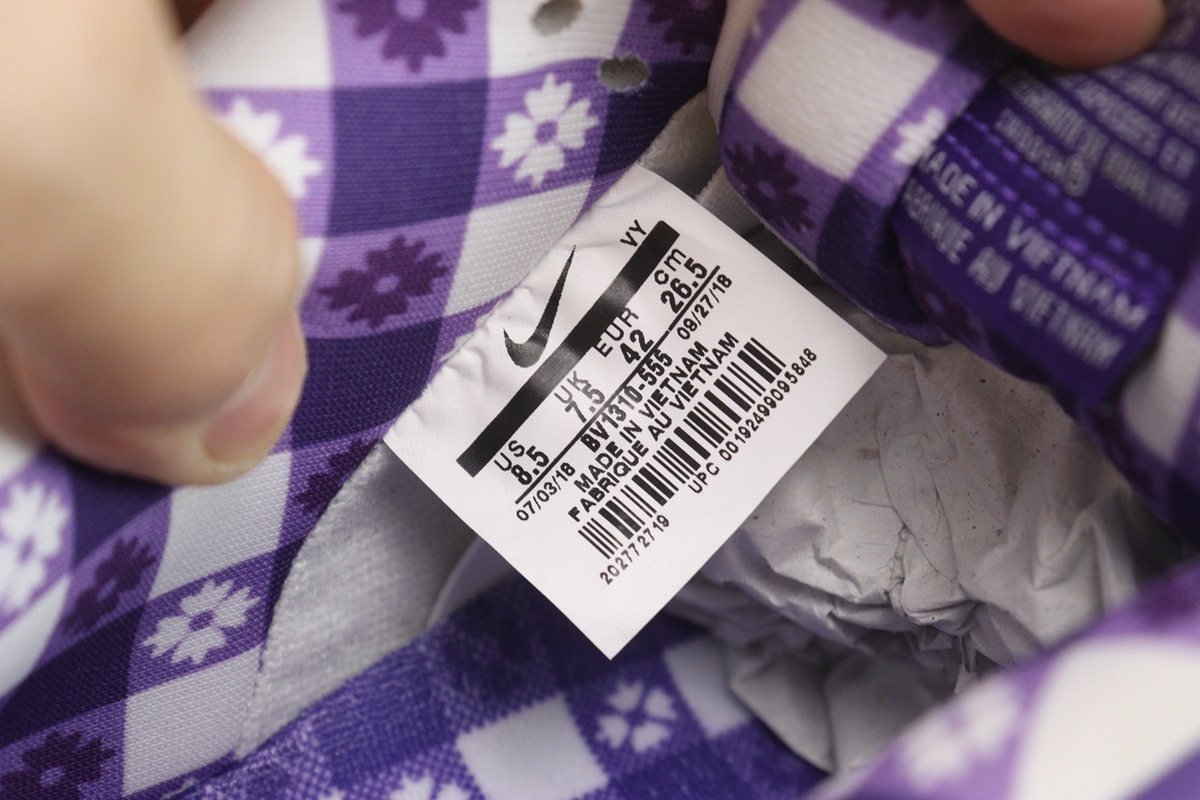 VY
US UK EUR cm
8.5 7.5 42 26.5
07/03/18 BV1310-555 09/27/18
MADE IN VIETNAM
FABRIQUE AU VIETNAM
202772719 UPC 00192499095848
MADE IN VIETNAM
FABRIQUE AU VIETNAM